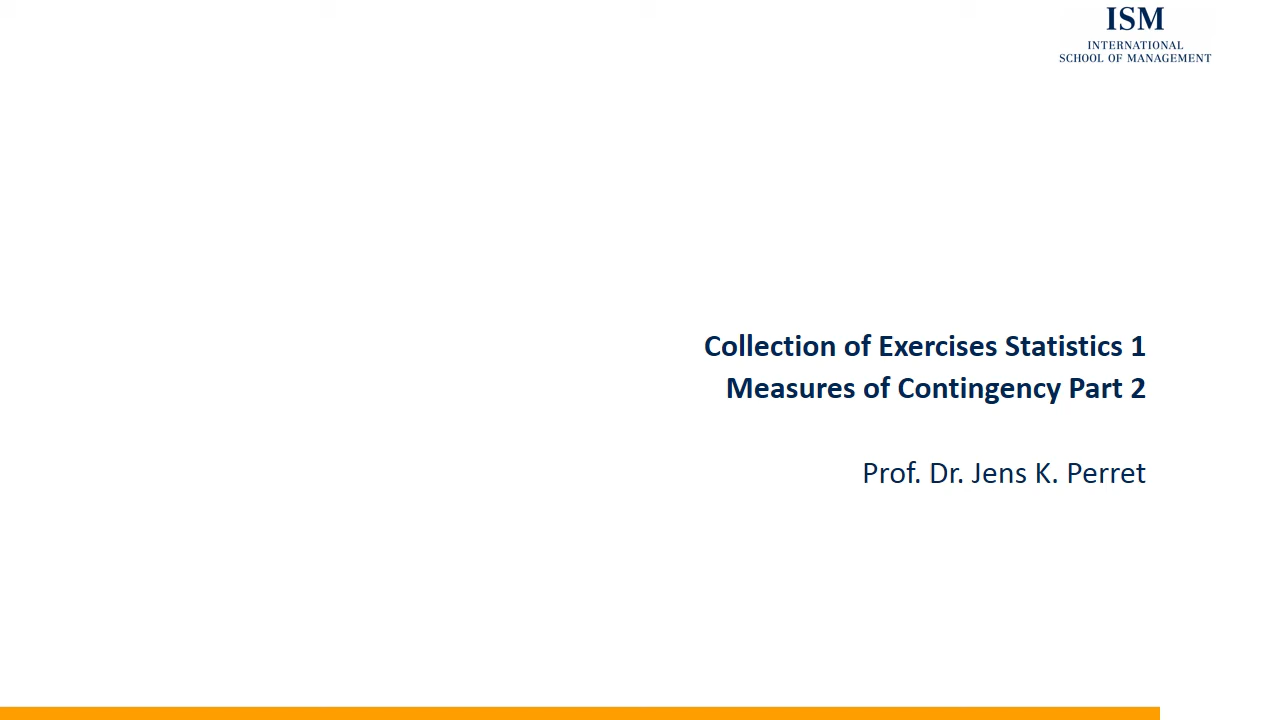 ISM
INTERNATIONAL
SCHOOL OF MANAGEMENT
Collection of Exercises Statistics 1
Measures of Contingency Part 2
Prof. Dr. Jens K. Perret